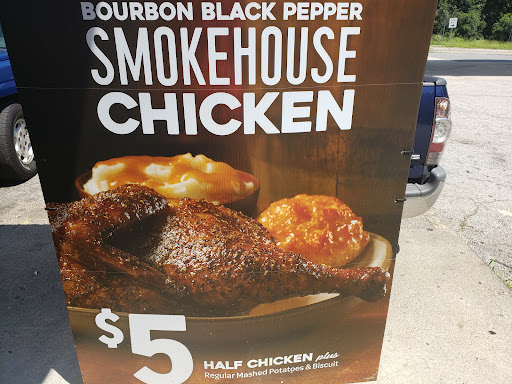 BOURBON BLACK PEPPER
SMOKEHOUSE
CHICKEN
$5
HALF CHICKEN plus
Regular Mashed Potatoes & Biscuit